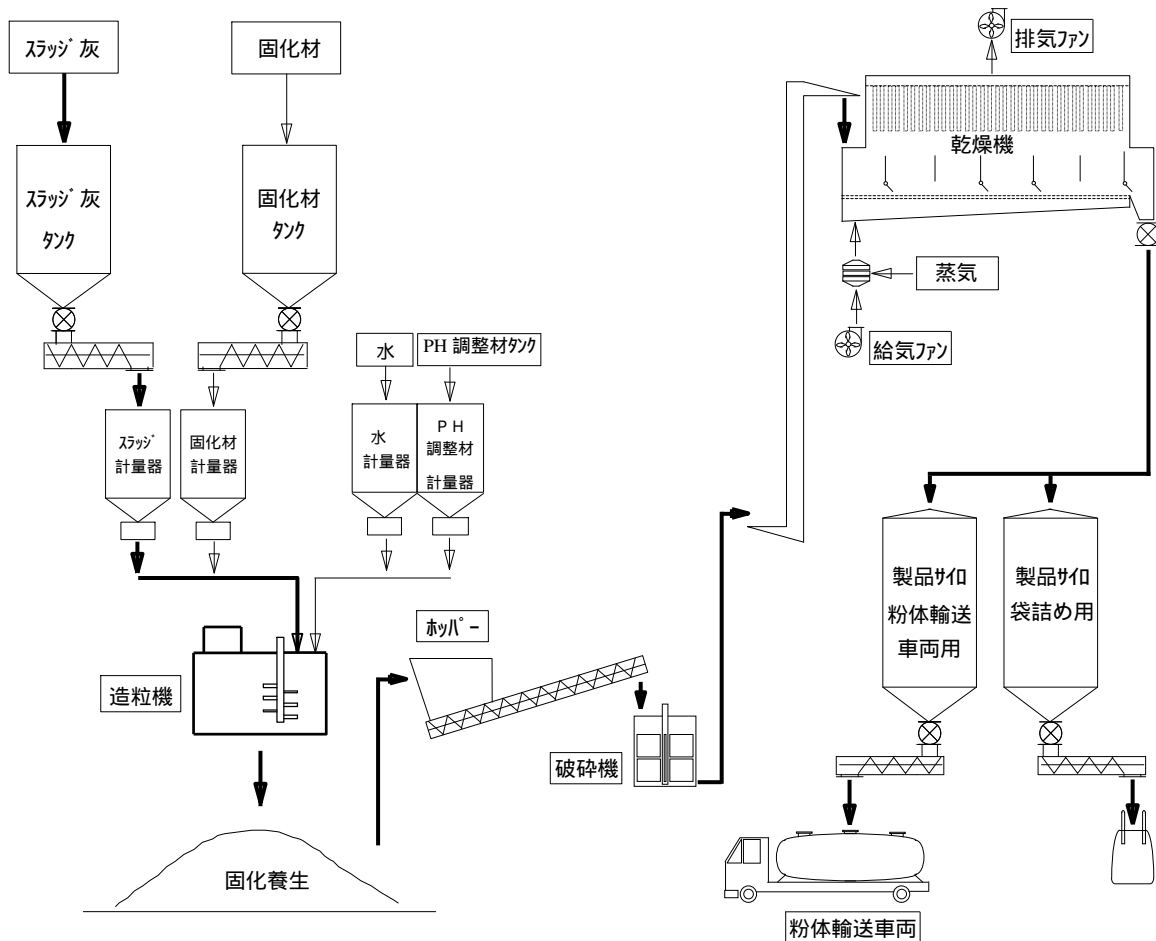 ｽﾗｯｼﾞ灰
固化材
排気ファン
乾燥機
ｽﾗｯｼﾞ灰
ﾀﾝｸ
固化材
ﾀﾝｸ
蒸気
給気ファン
水
PH 調整材ﾀﾝｸ
ｽﾗｯｼﾞ
計量器
固化材
計量器
水
計量器
ＰＨ
調整材
計量器
製品ｻｲﾛ
粉体輸送
車両用
製品ｻｲﾛ
袋詰め用
ﾎｯﾊﾟｰ
造粒機
破砕機
固化養生
粉体輸送車両